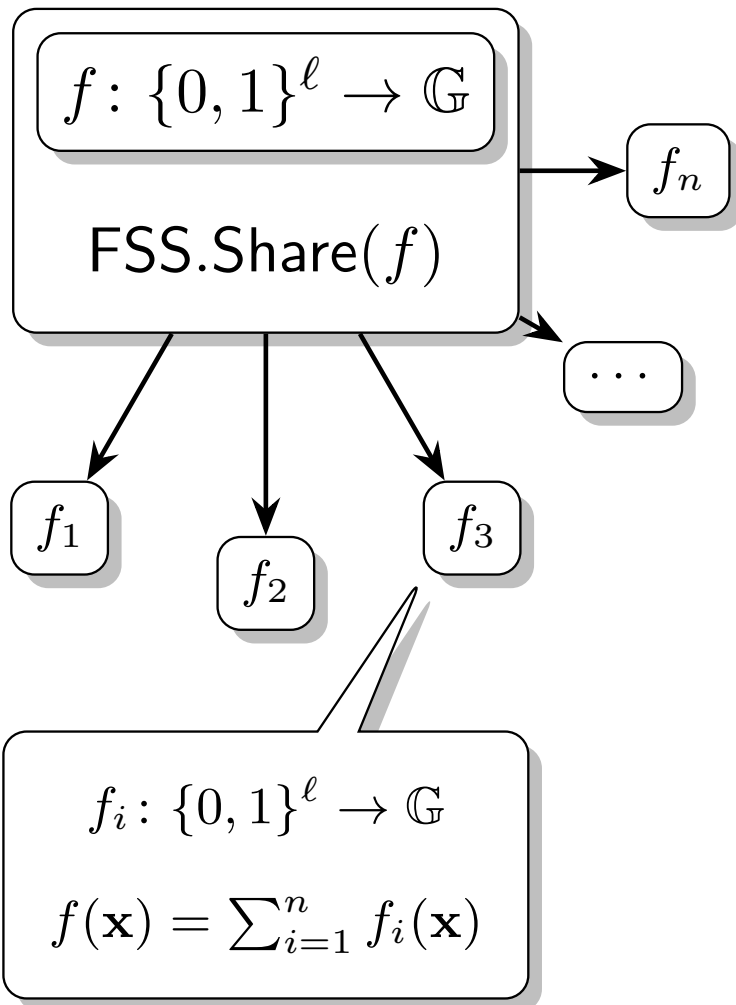 f : {0, 1}^ℓ → 𝔾
FSS.Share(f)
f_n
···
f_1
f_2
f_3
f_i : {0, 1}^ℓ → 𝔾
f(𝐱) = ∑_{i=1}^n f_i(𝐱)